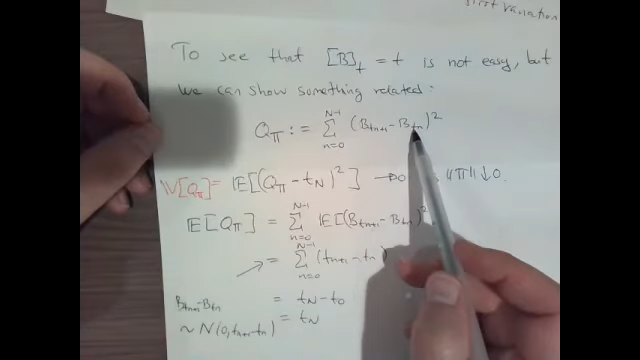 first variation
To see that [B]_t = t is not easy, but
we can show something related:
Q_π := Σ_{n=0}^{N-1} (B_{t_{n+1}} - B_{t_n})^2
V[Q_π] = E[(Q_π - t_N)^2] → 0 ‖π‖ ↓ 0.
E[Q_π] = Σ_{n=0}^{N-1} E[(B_{t_{n+1}} - B_{t_n})^2
= Σ_{n=0}^{N-1} (t_{n+1} - t_n)
= t_N - t_0
= t_N
B_{t_{n+1}} - B_{t_n}
~ N(0, t_{n+1} - t_n)